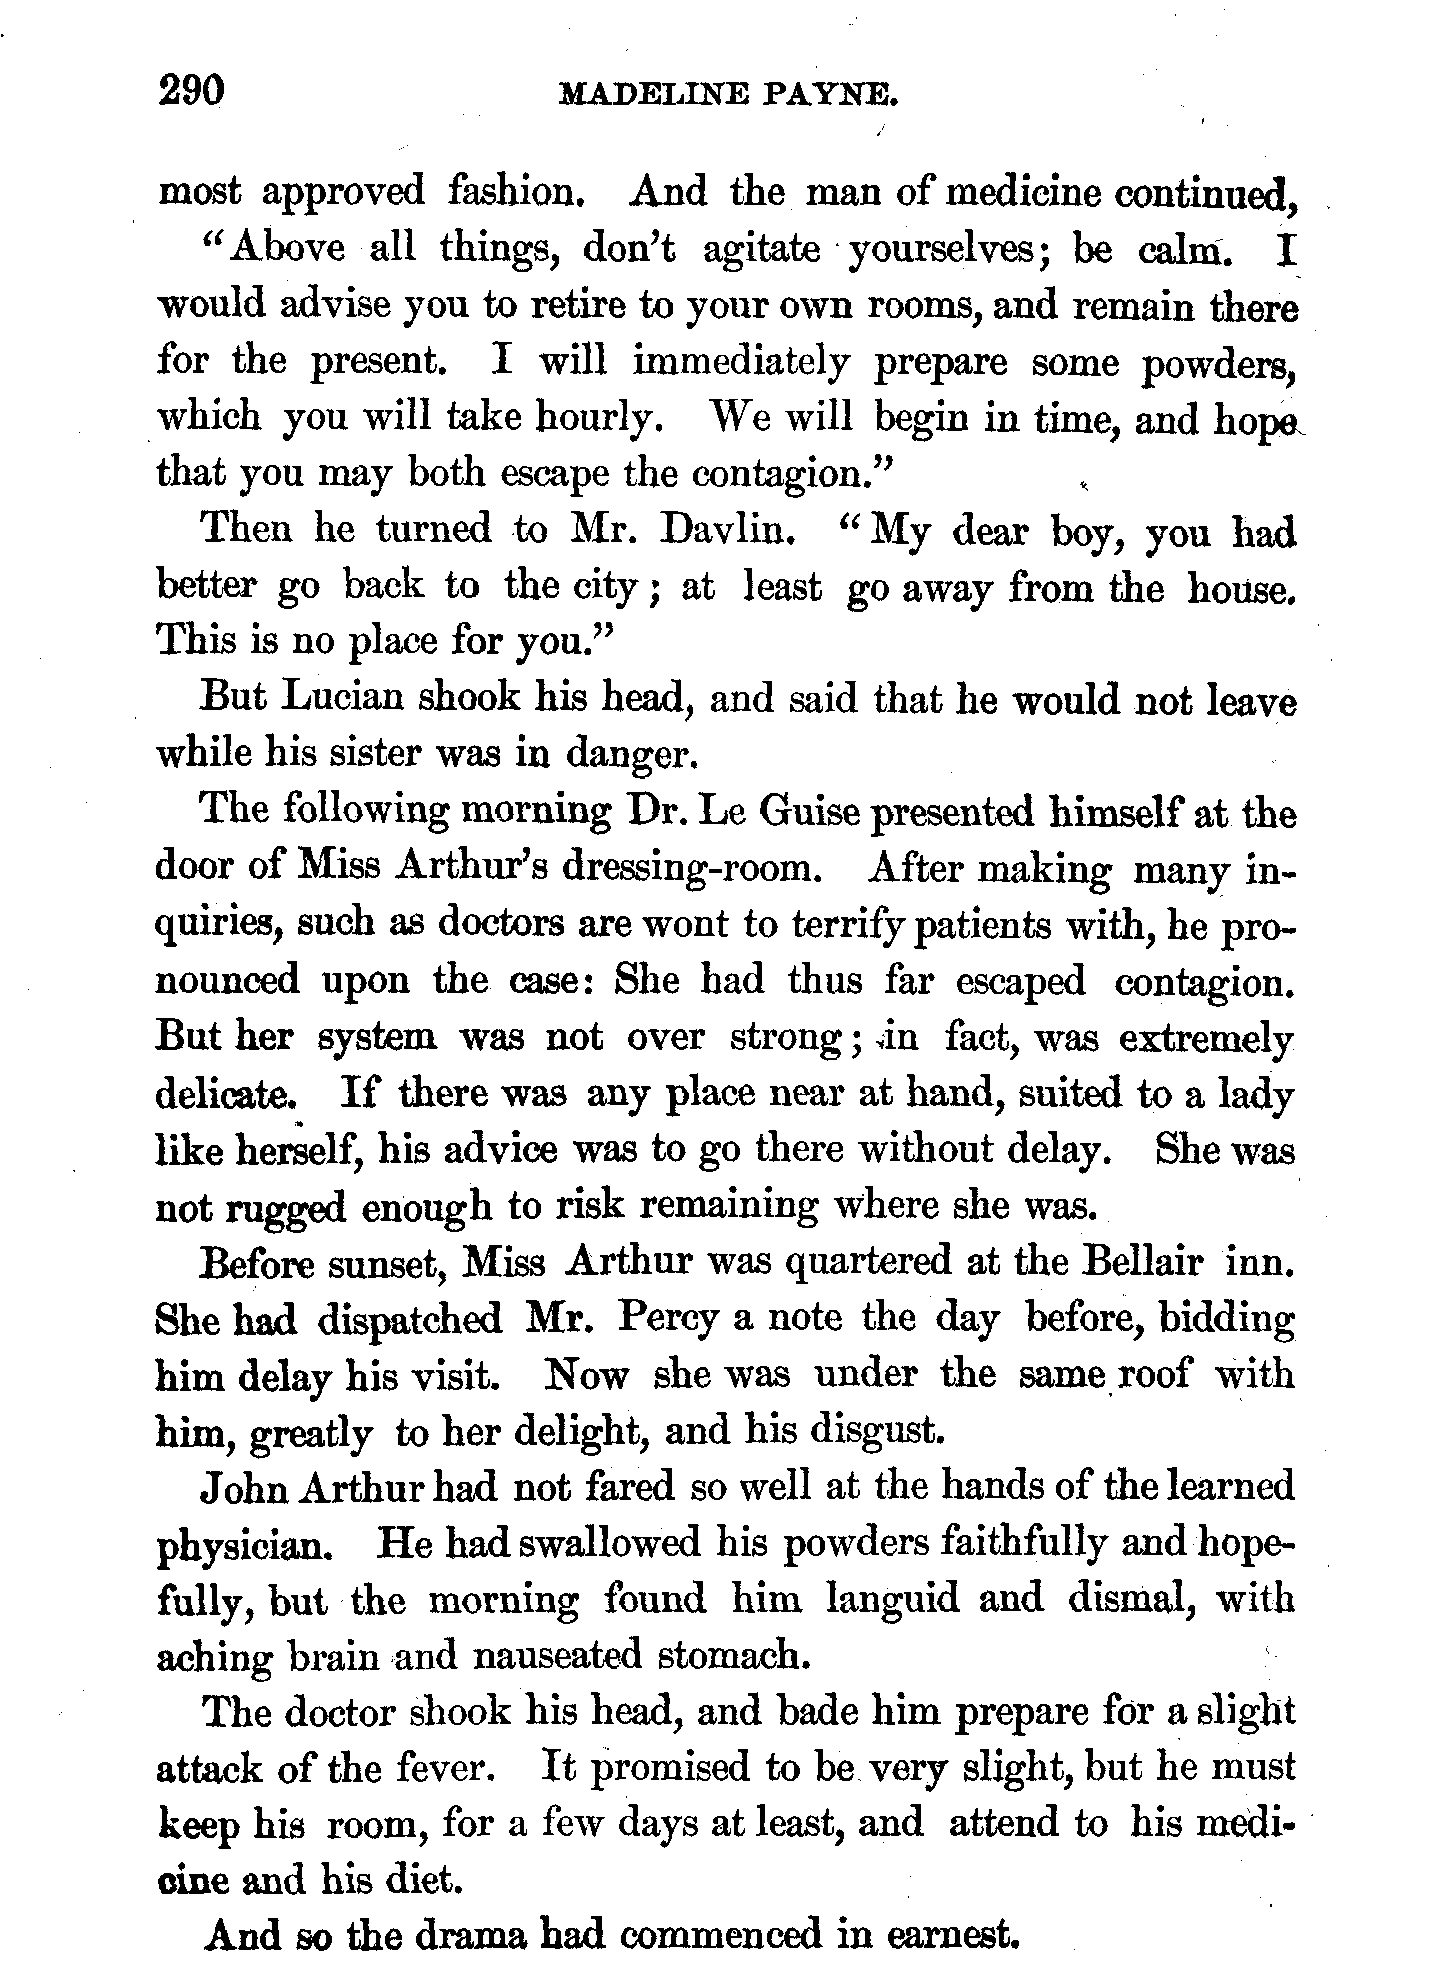 290 MADELINE PAYNE.
most approved fashion. And the man of medicine continued,
"Above all things, don't agitate yourselves; be calm. I
would advise you to retire to your own rooms, and remain there
for the present. I will immediately prepare some powders,
which you will take hourly. We will begin in time, and hope
that you may both escape the contagion."
Then he turned to Mr. Davlin. "My dear boy, you had
better go back to the city; at least go away from the house.
This is no place for you."
But Lucian shook his head, and said that he would not leave
while his sister was in danger.
The following morning Dr. Le Guise presented himself at the
door of Miss Arthur's dressing-room. After making many in-
quiries, such as doctors are wont to terrify patients with, he pro-
nounced upon the case: She had thus far escaped contagion.
But her system was not over strong; in fact, was extremely
delicate. If there was any place near at hand, suited to a lady
like herself, his advice was to go there without delay. She was
not rugged enough to risk remaining where she was.
Before sunset, Miss Arthur was quartered at the Bellair inn.
She had dispatched Mr. Percy a note the day before, bidding
him delay his visit. Now she was under the same roof with
him, greatly to her delight, and his disgust.
John Arthur had not fared so well at the hands of the learned
physician. He had swallowed his powders faithfully and hope-
fully, but the morning found him languid and dismal, with
aching brain and nauseated stomach.
The doctor shook his head, and bade him prepare for a slight
attack of the fever. It promised to be very slight, but he must
keep his room, for a few days at least, and attend to his medi-
cine and his diet.
And so the drama had commenced in earnest.